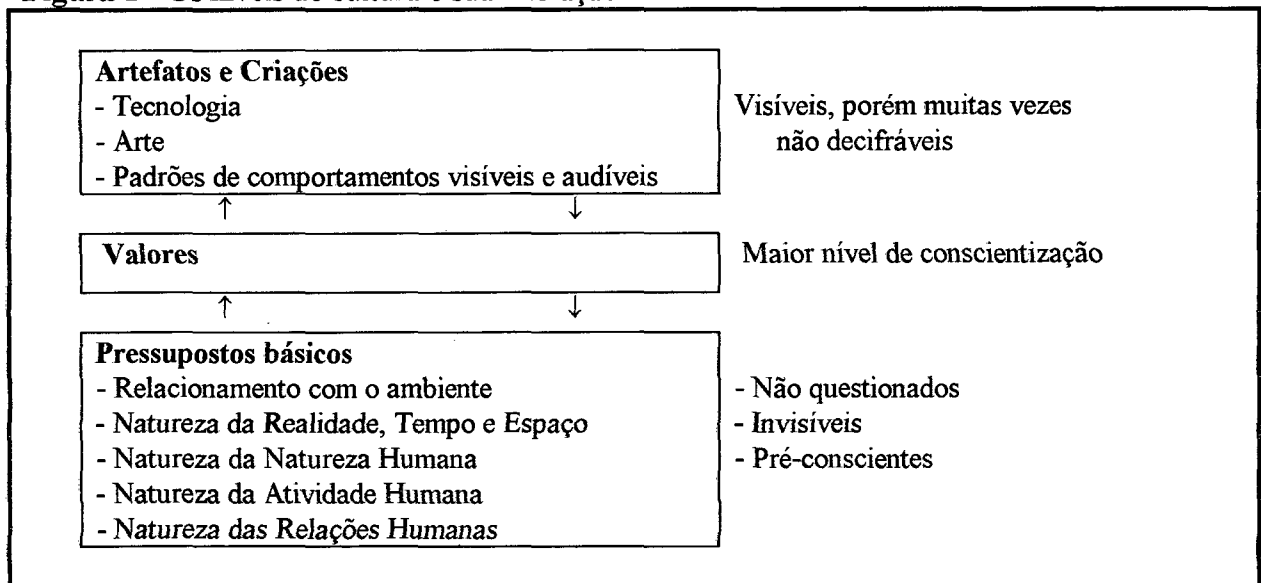 Artefatos e Criações
- Tecnologia
- Arte
- Padrões de comportamentos visíveis e audíveis
Visíveis, porém muitas vezes
não decifráveis
↑ ↓
Valores
Maior nível de conscientização
↑ ↓
Pressupostos básicos
- Relacionamento com o ambiente
- Natureza da Realidade, Tempo e Espaço
- Natureza da Natureza Humana
- Natureza da Atividade Humana
- Natureza das Relações Humanas
- Não questionados
- Invisíveis
- Pré-conscientes